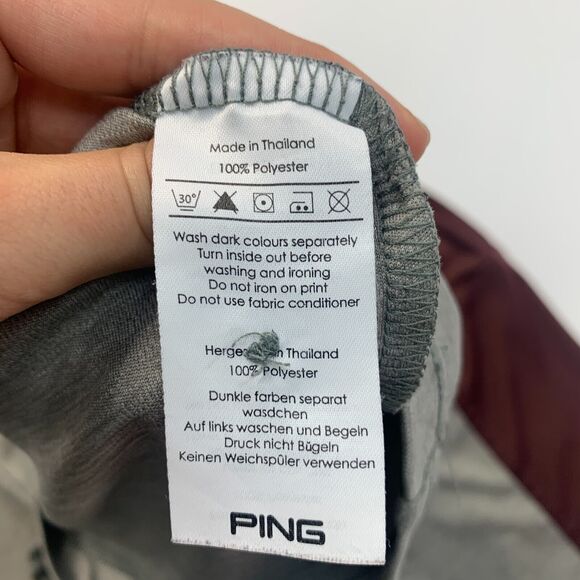 Made in Thailand
100% Polyester
30°
Wash dark colours separately
Turn inside out before
washing and ironing
Do not iron on print
Do not use fabric conditioner
in Thailand
100% Polyester
Dunkle farben separat
wasdchen
Auf links waschen und Begeln
Druck nicht Bügeln
Keinen Weichspűler verwenden
PING